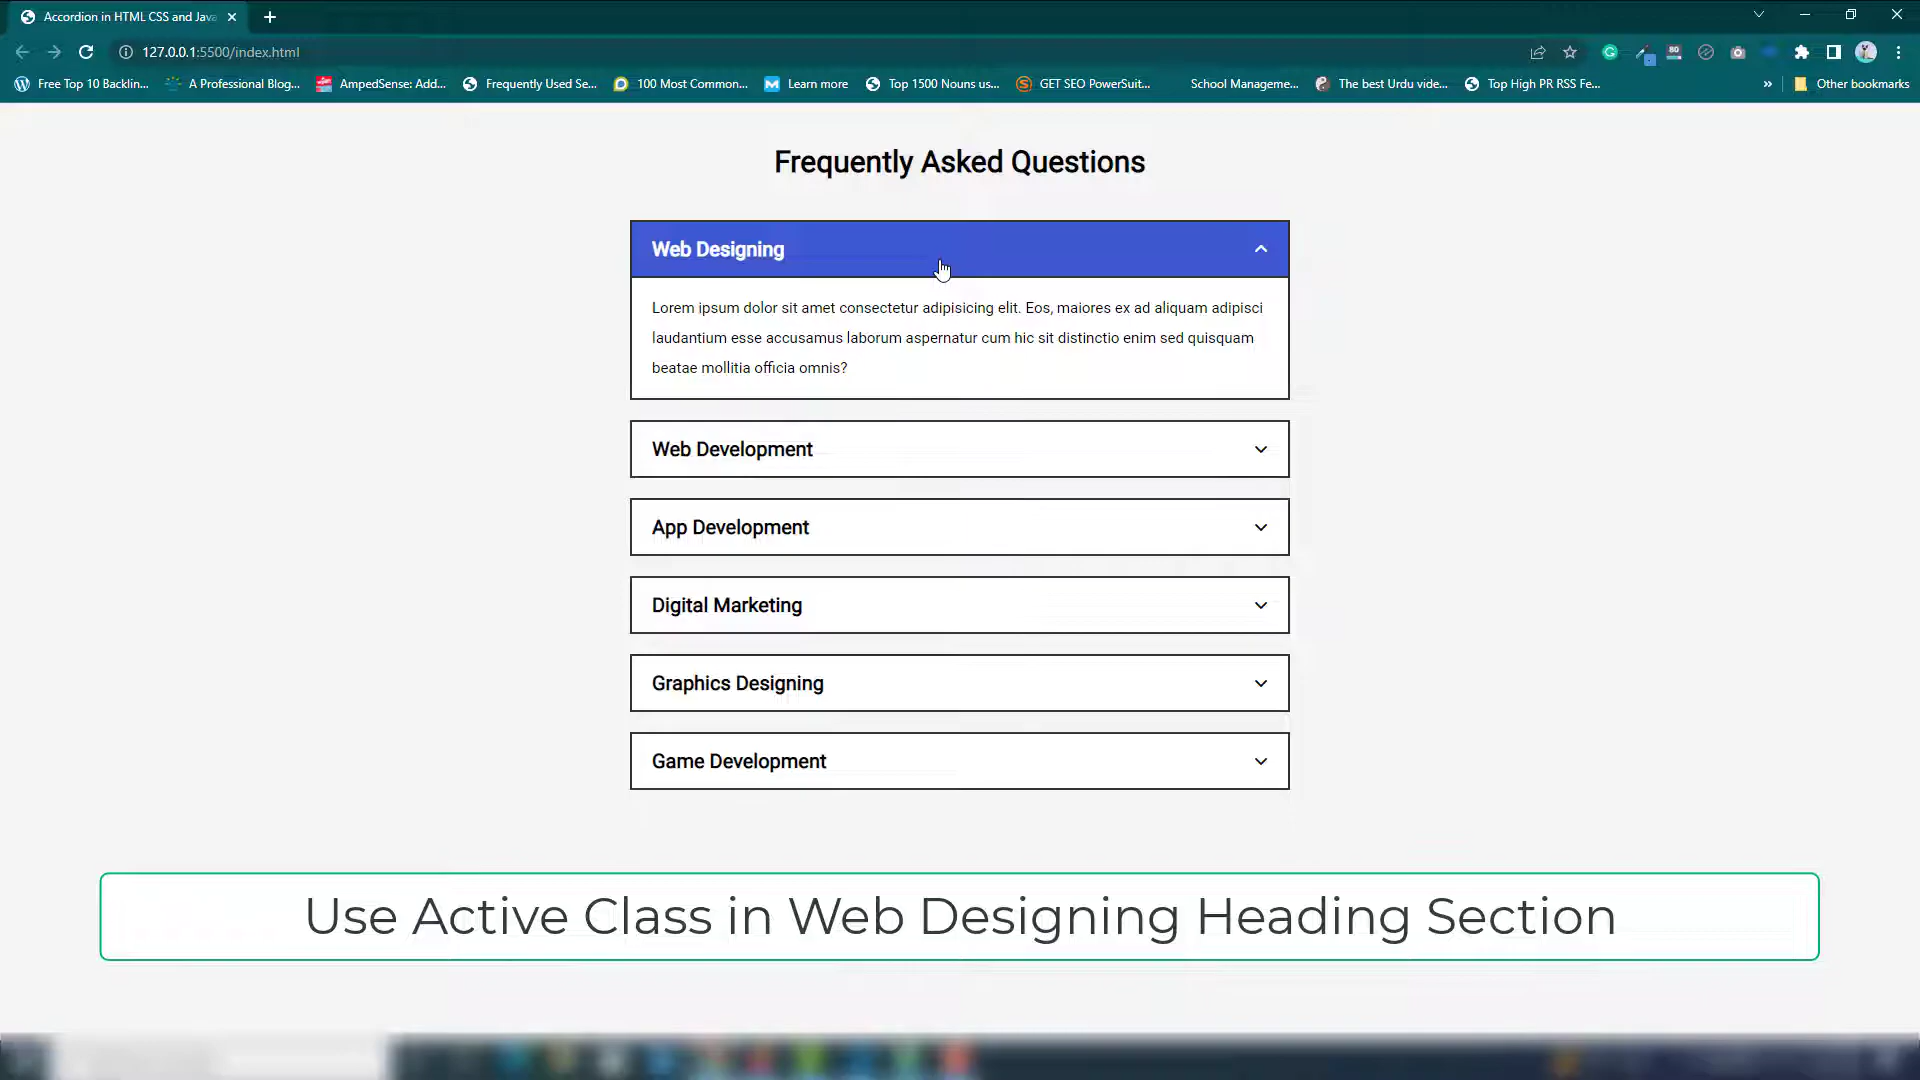 Accordion in HTML CSS and Java
127.0.0.1:5500/index.html
80
Free Top 10 Backlin...
A Professional Blog...
AmpedSense: Add...
Frequently Used Se...
100 Most Common...
Learn more
Top 1500 Nouns us...
GET SEO PowerSuit...
School Manageme...
The best Urdu vide...
Top High PR RSS Fe...
»
Other bookmarks
Frequently Asked Questions
Web Designing
Lorem ipsum dolor sit amet consectetur adipisicing elit. Eos, maiores ex ad aliquam adipisci
laudantium esse accusamus laborum aspernatur cum hic sit distinctio enim sed quisquam
beatae mollitia officia omnis?
Web Development
App Development
Digital Marketing
Graphics Designing
Game Development
Use Active Class in Web Designing Heading Section